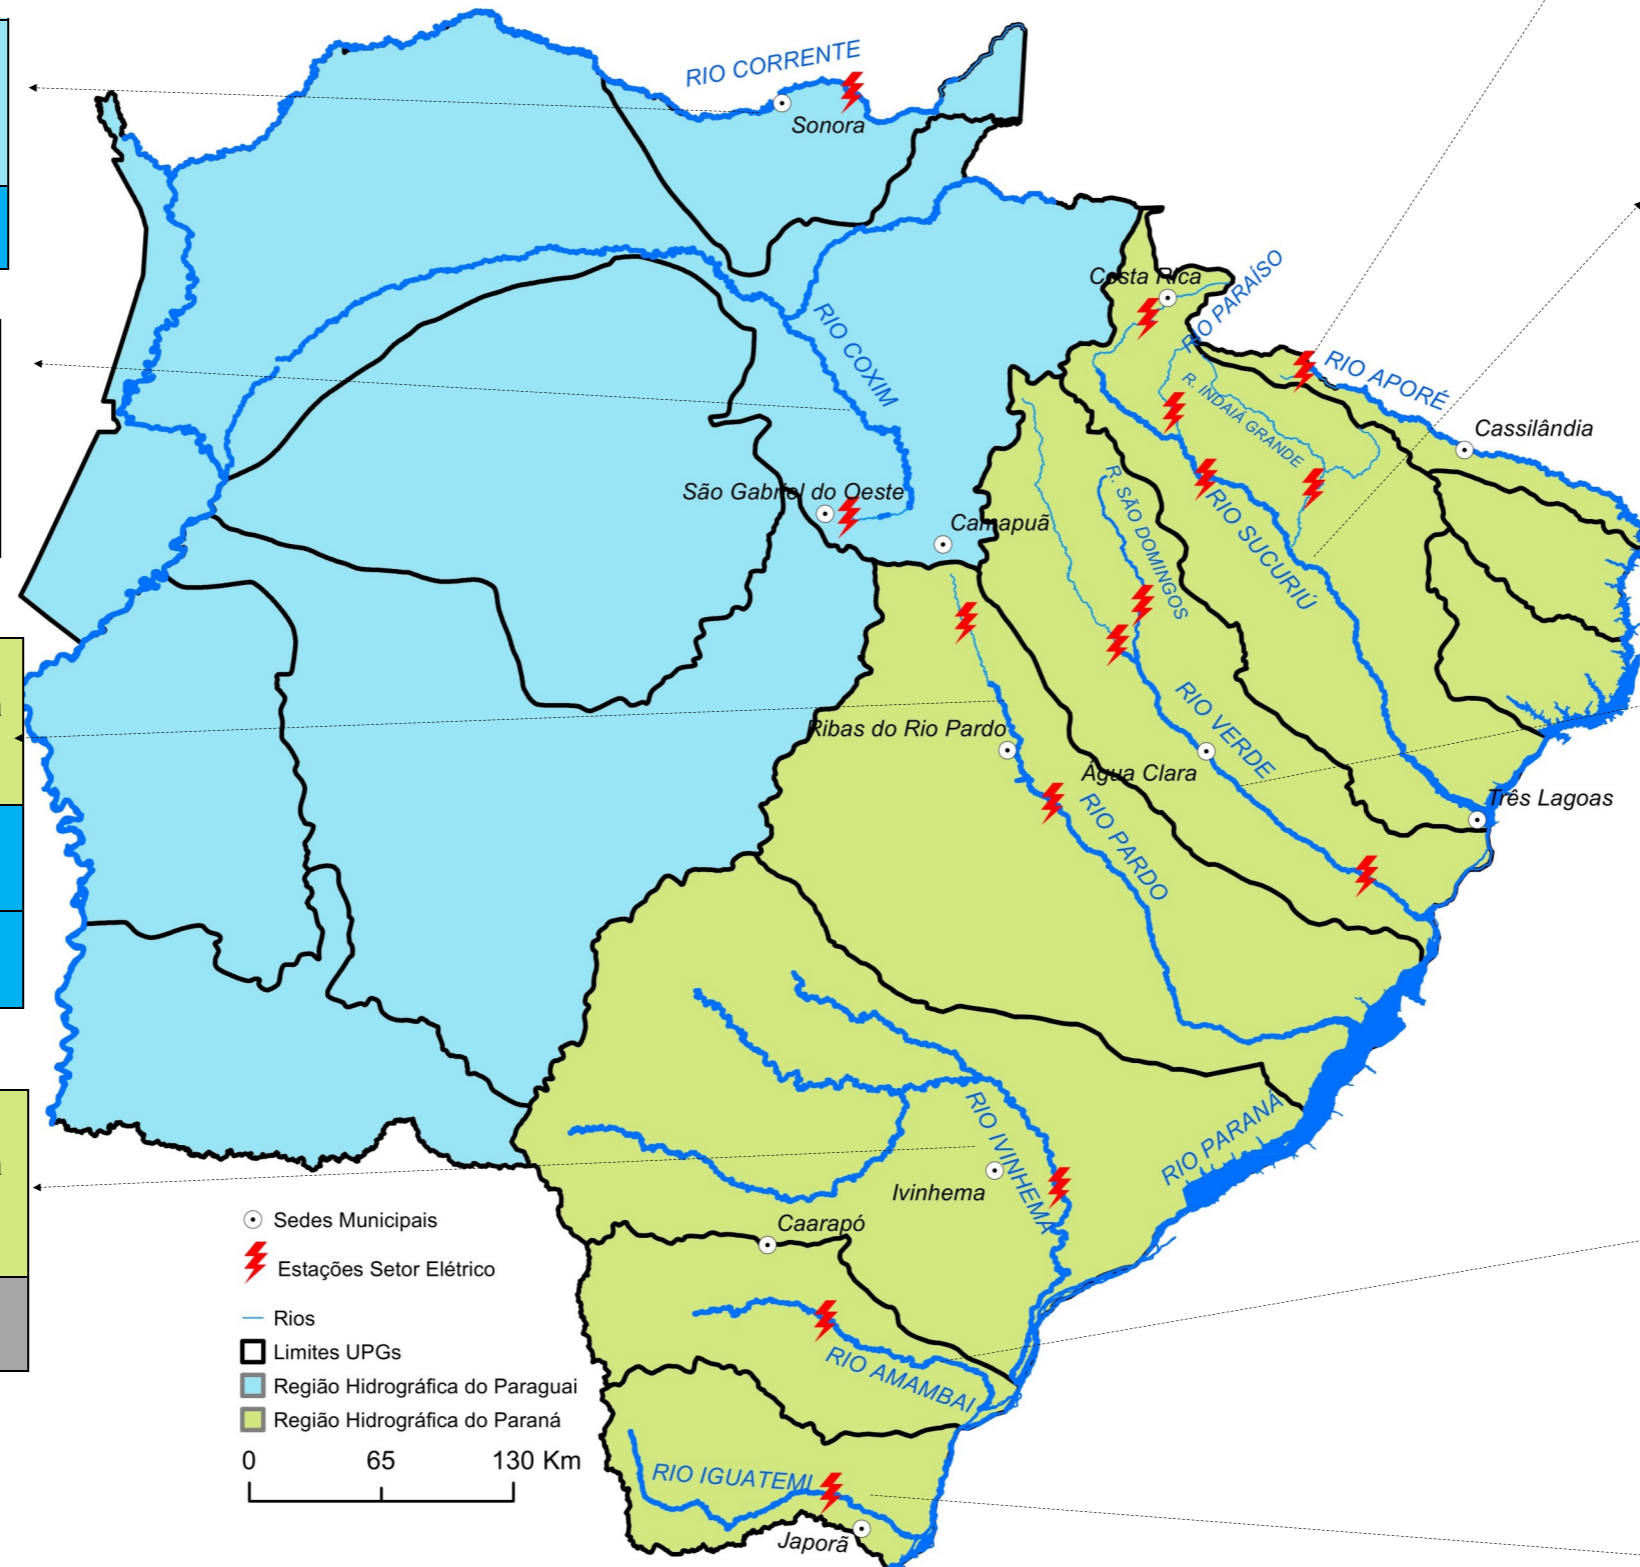 RIO CORRENTE
Sonora
Costa Rica
RIO PARAÍSO
RIO COXIM
RIO APORÉ
R. INDAIÁ GRANDE
Cassilândia
São Gabriel do Oeste
Camapuã
R. SÃO DOMINGOS
RIO SUCURIÚ
Ribas do Rio Pardo
RIO VERDE
Água Clara
Três Lagoas
RIO PARDO
RIO PARANÁ
RIO IVINHEMA
Ivinhema
Caarapó
RIO AMAMBAI
RIO IGUATEMI
Japorã
Sedes Municipais
Estações Setor Elétrico
Rios
Limites UPGs
Região Hidrográfica do Paraguai
Região Hidrográfica do Paraná
0 65 130 Km